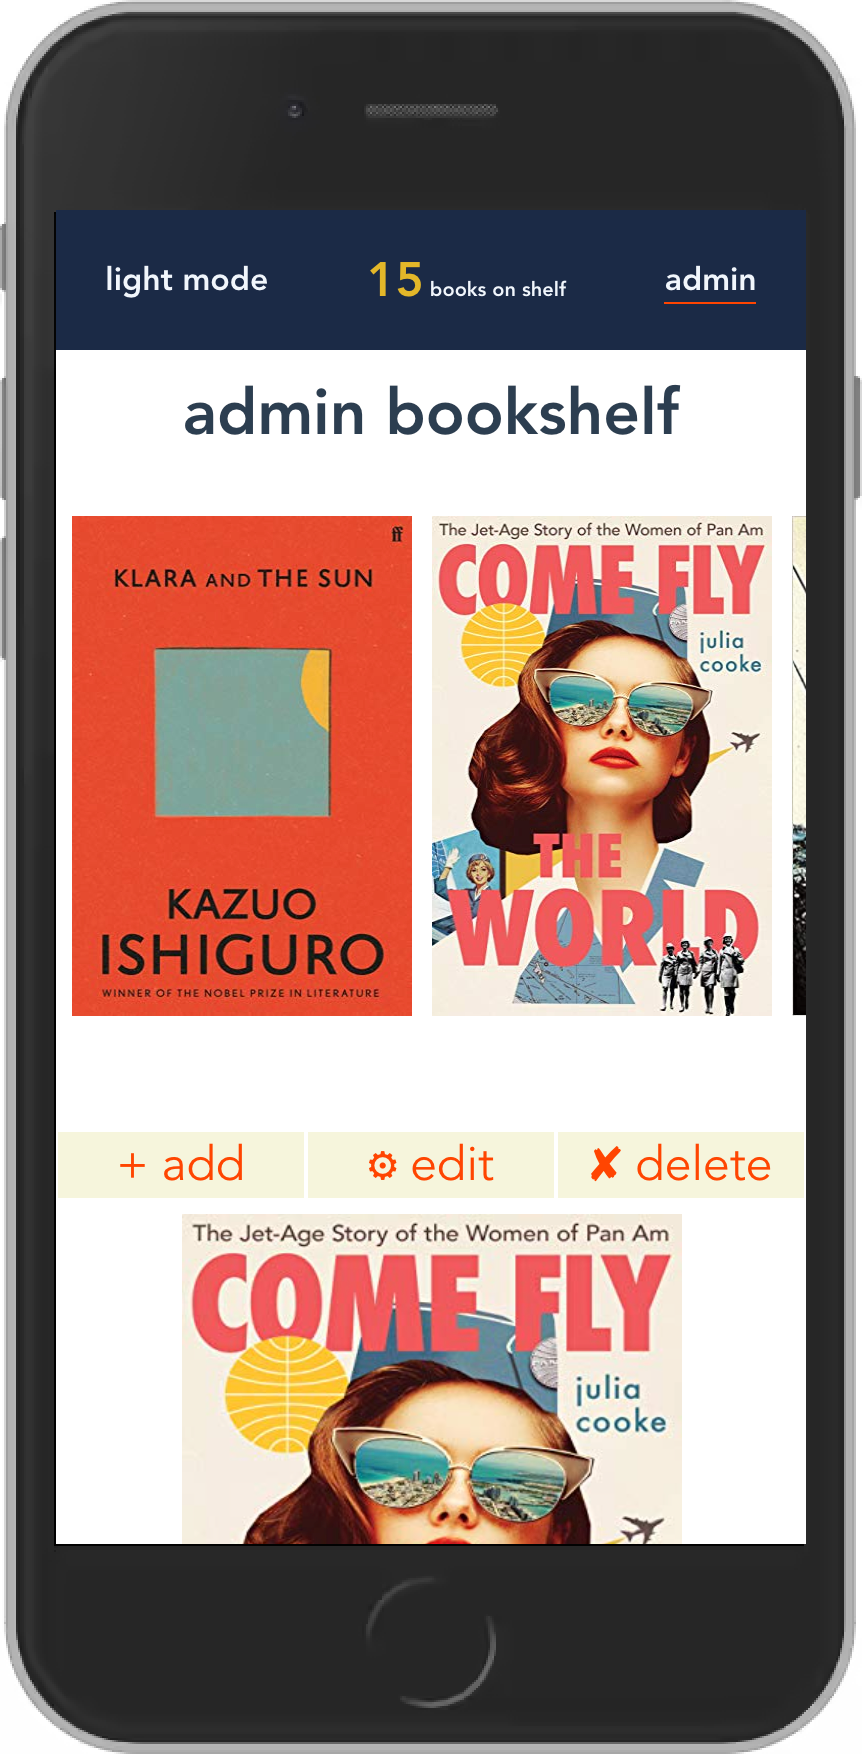 light mode
15 books on shelf
admin
admin bookshelf
ff
KLARA AND THE SUN
KAZUO
ISHIGURO
WINNER OF THE NOBEL PRIZE IN LITERATURE
The Jet-Age Story of the Women of Pan Am
COME FLY
julia
cooke
THE
WORLD
+ add
⚙ edit
✘ delete
The Jet-Age Story of the Women of Pan Am
COME FLY
julia
cooke